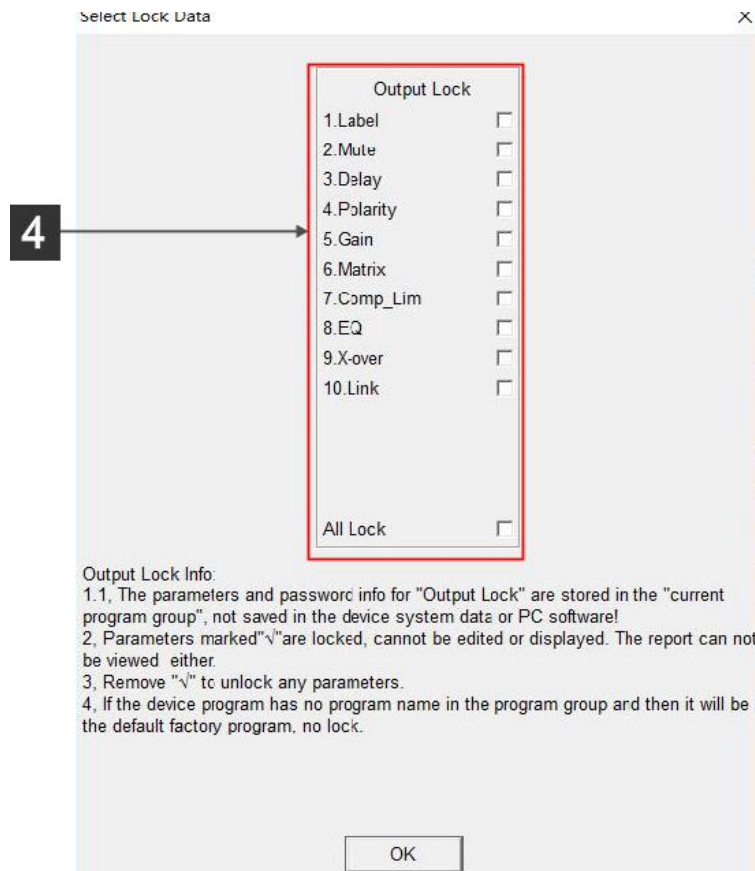 Select Lock Data
Output Lock
1.Label
2.Mute
3.Delay
4.Polarity
4
5.Gain
6.Matrix
7.Comp_Lim
8.EQ
9.X-over
10.Link
All Lock
Output Lock Info:
1.1, The parameters and password info for "Output Lock" are stored in the "current
program group", not saved in the device system data or PC software!
2, Parameters marked"√"are locked, cannot be edited or displayed. The report can not
be viewed either.
3, Remove "√" to unlock any parameters.
4, If the device program has no program name in the program group and then it will be
the default factory program, no lock.
OK